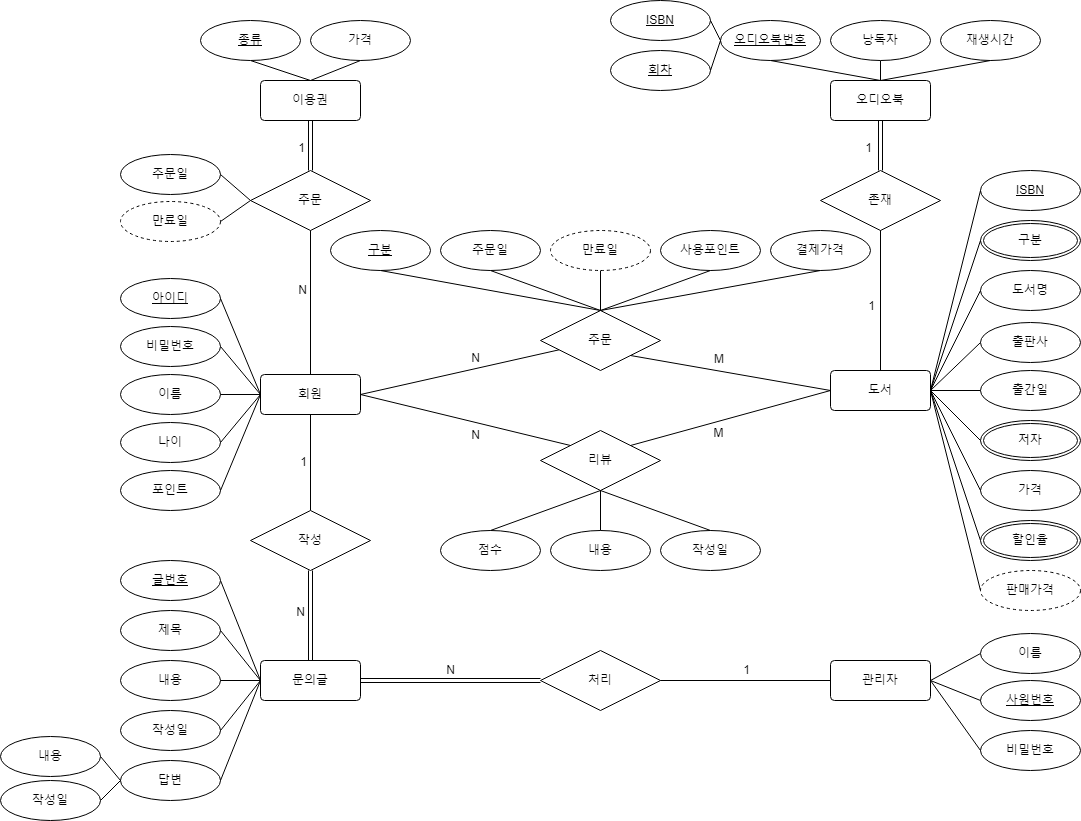 ISBN
종류
가격
오디오북번호
낭독자
재생시간
회차
이용권
오디오북
1
1
주문일
주문
존재
ISBN
만료일
구분
주문일
만료일
사용포인트
결제가격
구분
N
아이디
도서명
1
비밀번호
주문
출판사
N
M
이름
회원
도서
출간일
나이
N
M
저자
1
리뷰
포인트
가격
작성
점수
내용
작성일
할인율
글번호
판매가격
N
제목
이름
N
1
내용
문의글
처리
관리자
사원번호
작성일
내용
비밀번호
답변
작성일